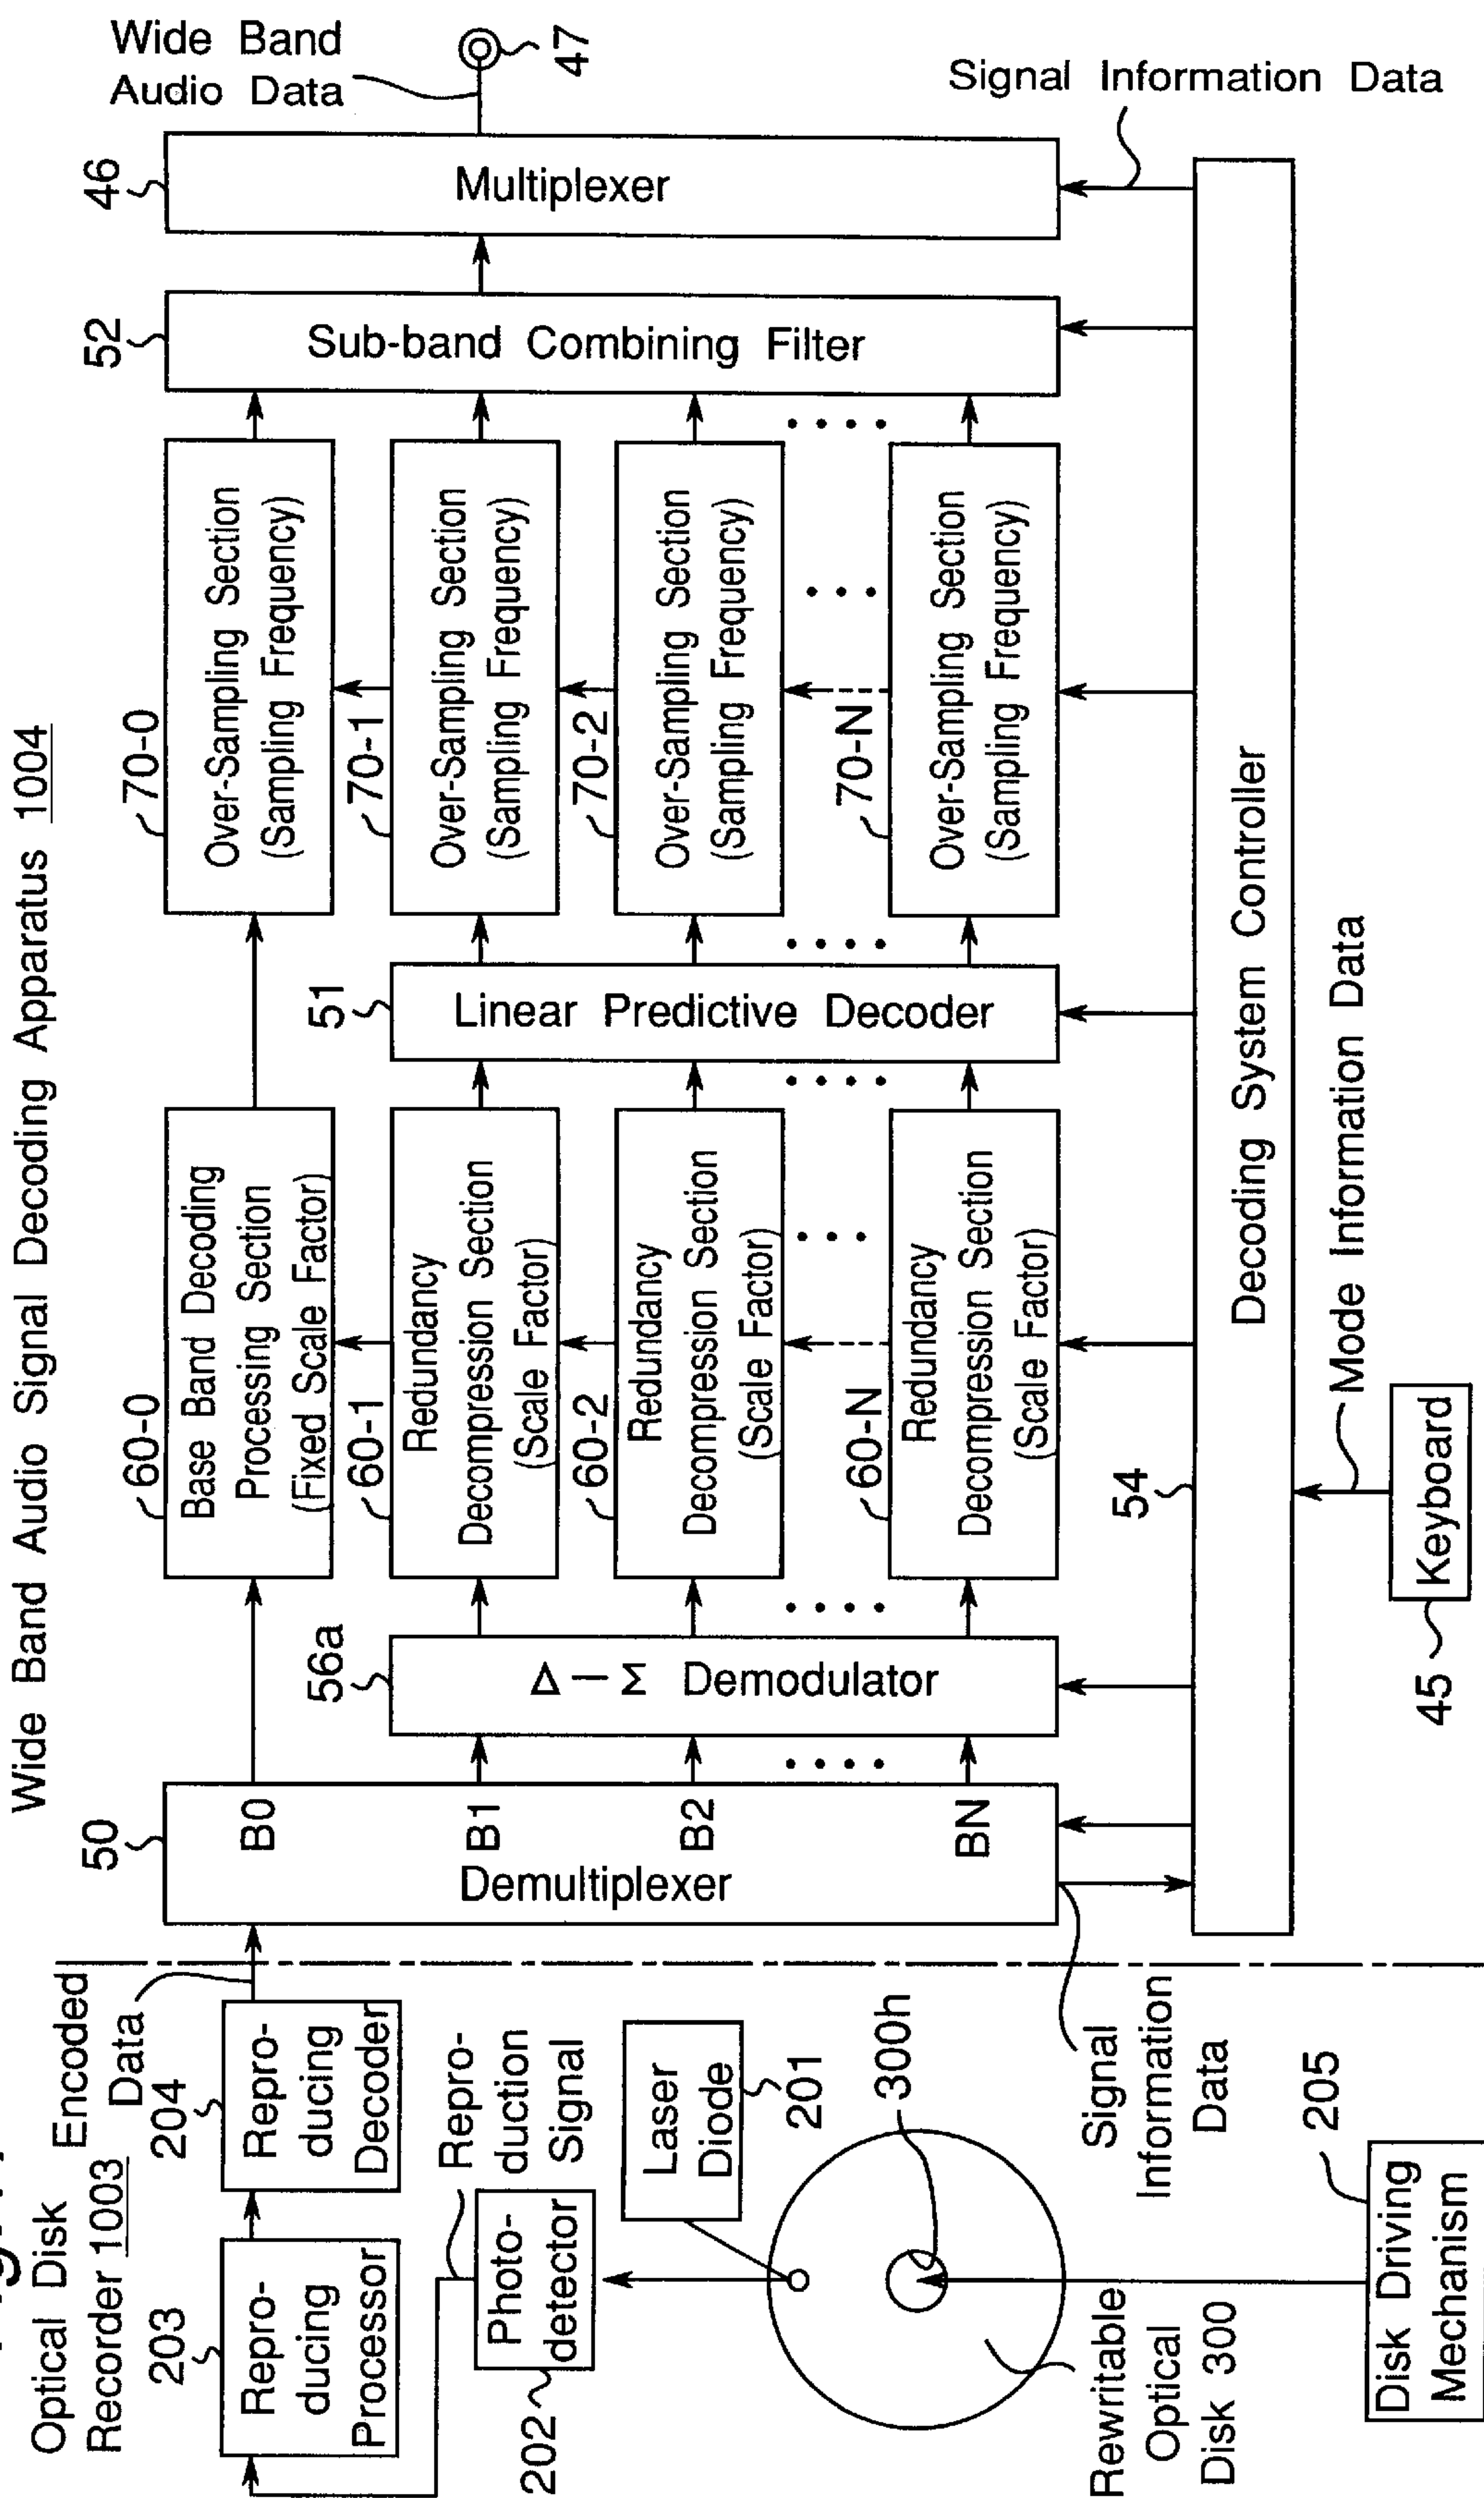 Wide Band Audio Signal Decoding Apparatus 1004
Optical Disk
Recorder 1003
Encoded
Data
203
Repro-
ducing
Processor
204
Repro-
ducing
Decoder
Repro-
duction
Signal
202
Photo-
detector
Laser
Diode
201
300h
Rewritable
Optical
Disk 300
205
Disk Driving
Mechanism
Signal
Information
Data
50
B0
B1
B2
BN
Demultiplexer
56a
Δ－Σ Demodulator
60-0
Base Band Decoding
Processing Section
(Fixed Scale Factor)
60-1
Redundancy
Decompression Section
(Scale Factor)
60-2
Redundancy
Decompression Section
(Scale Factor)
60-N
Redundancy
Decompression Section
(Scale Factor)
51
Linear Predictive Decoder
70-0
Over-Sampling Section
(Sampling Frequency)
70-1
Over-Sampling Section
(Sampling Frequency)
70-2
Over-Sampling Section
(Sampling Frequency)
70-N
Over-Sampling Section
(Sampling Frequency)
52
Sub-band Combining Filter
46
Multiplexer
Wide Band
Audio Data
47
Signal Information Data
54
Decoding System Controller
Mode Information Data
45
Keyboard